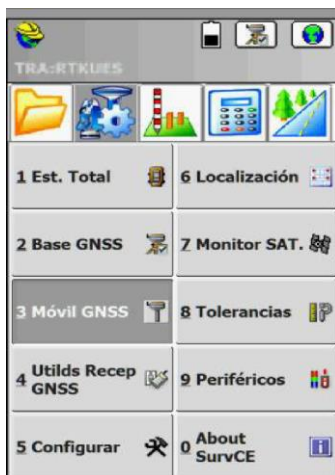 TRA:RTKUES
1 Est. Total
6 Localización
2 Base GNSS
7 Monitor SAT.
3 Móvil GNSS
8 Tolerancias
4 Utilds Recep
GNSS
9 Periféricos
5 Configurar
0 About
SurvCE